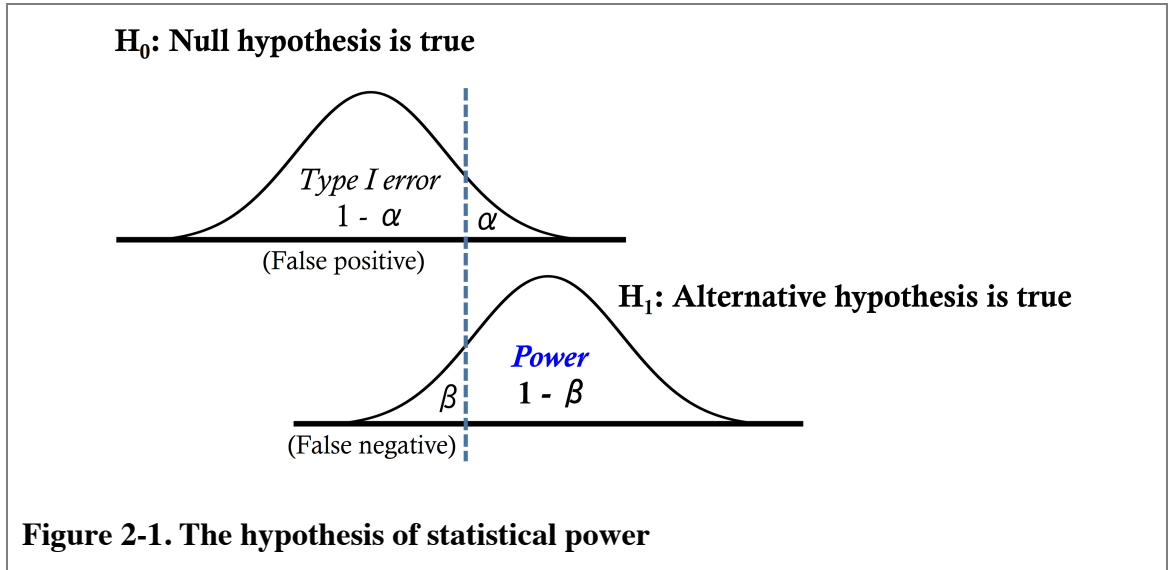 H₀: Null hypothesis is true
Type I error
1 - α
α
(False positive)
H₁: Alternative hypothesis is true
Power
β
1 - β
(False negative)
Figure 2-1. The hypothesis of statistical power